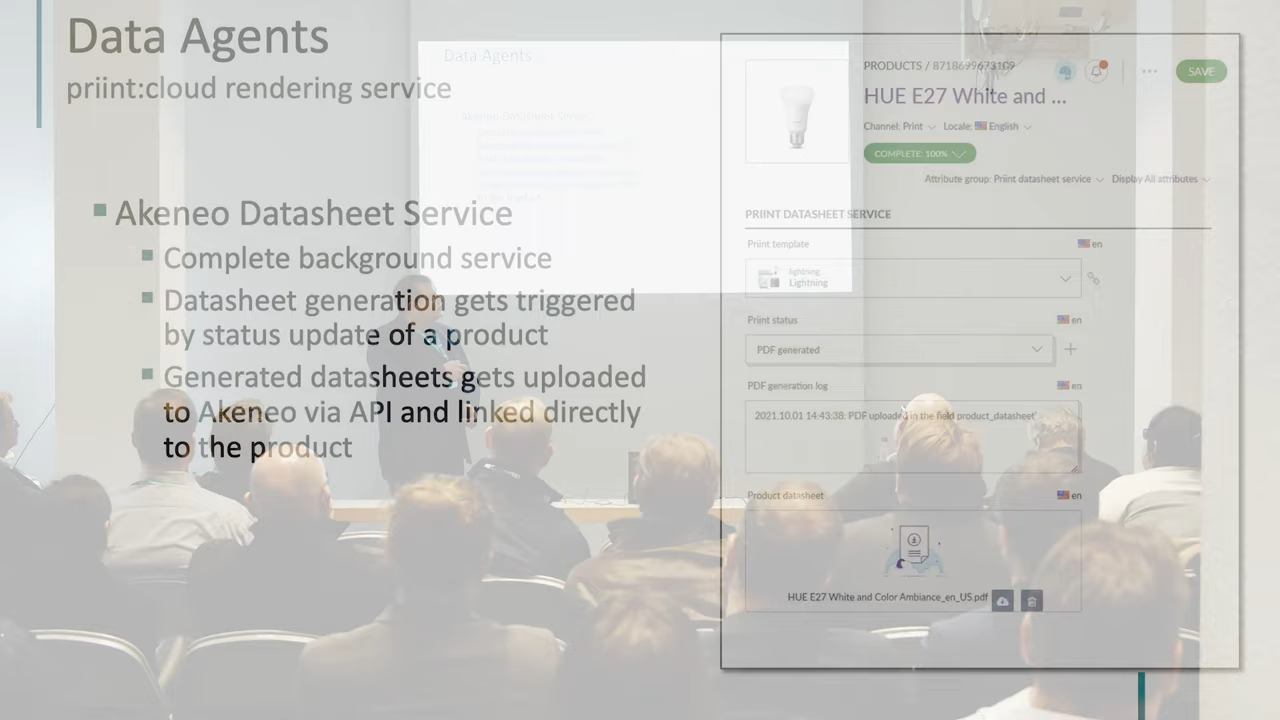 Data Agents
priint:cloud rendering service
Akeneo Datasheet Service
Complete background service
Datasheet generation gets triggered
by status update of a product
Generated datasheets gets uploaded
to Akeneo via API and linked directly
to the product
Data Agents
Akeneo Datasheet Service
PRODUCTS / 8718699673109
SAVE
HUE E27 White and ...
Channel: Print Locale: English
COMPLETE: 100%
Attribute group: Priint datasheet service Display All attributes
PRIINT DATASHEET SERVICE
Priint template en
lightning
Lightning
Priint status en
PDF generated
PDF generation log en
2021.10.01 14:43:38: PDF uploaded in the field product_datasheet'
Product datasheet en
HUE E27 White and Color Ambiance_en_US.pdf